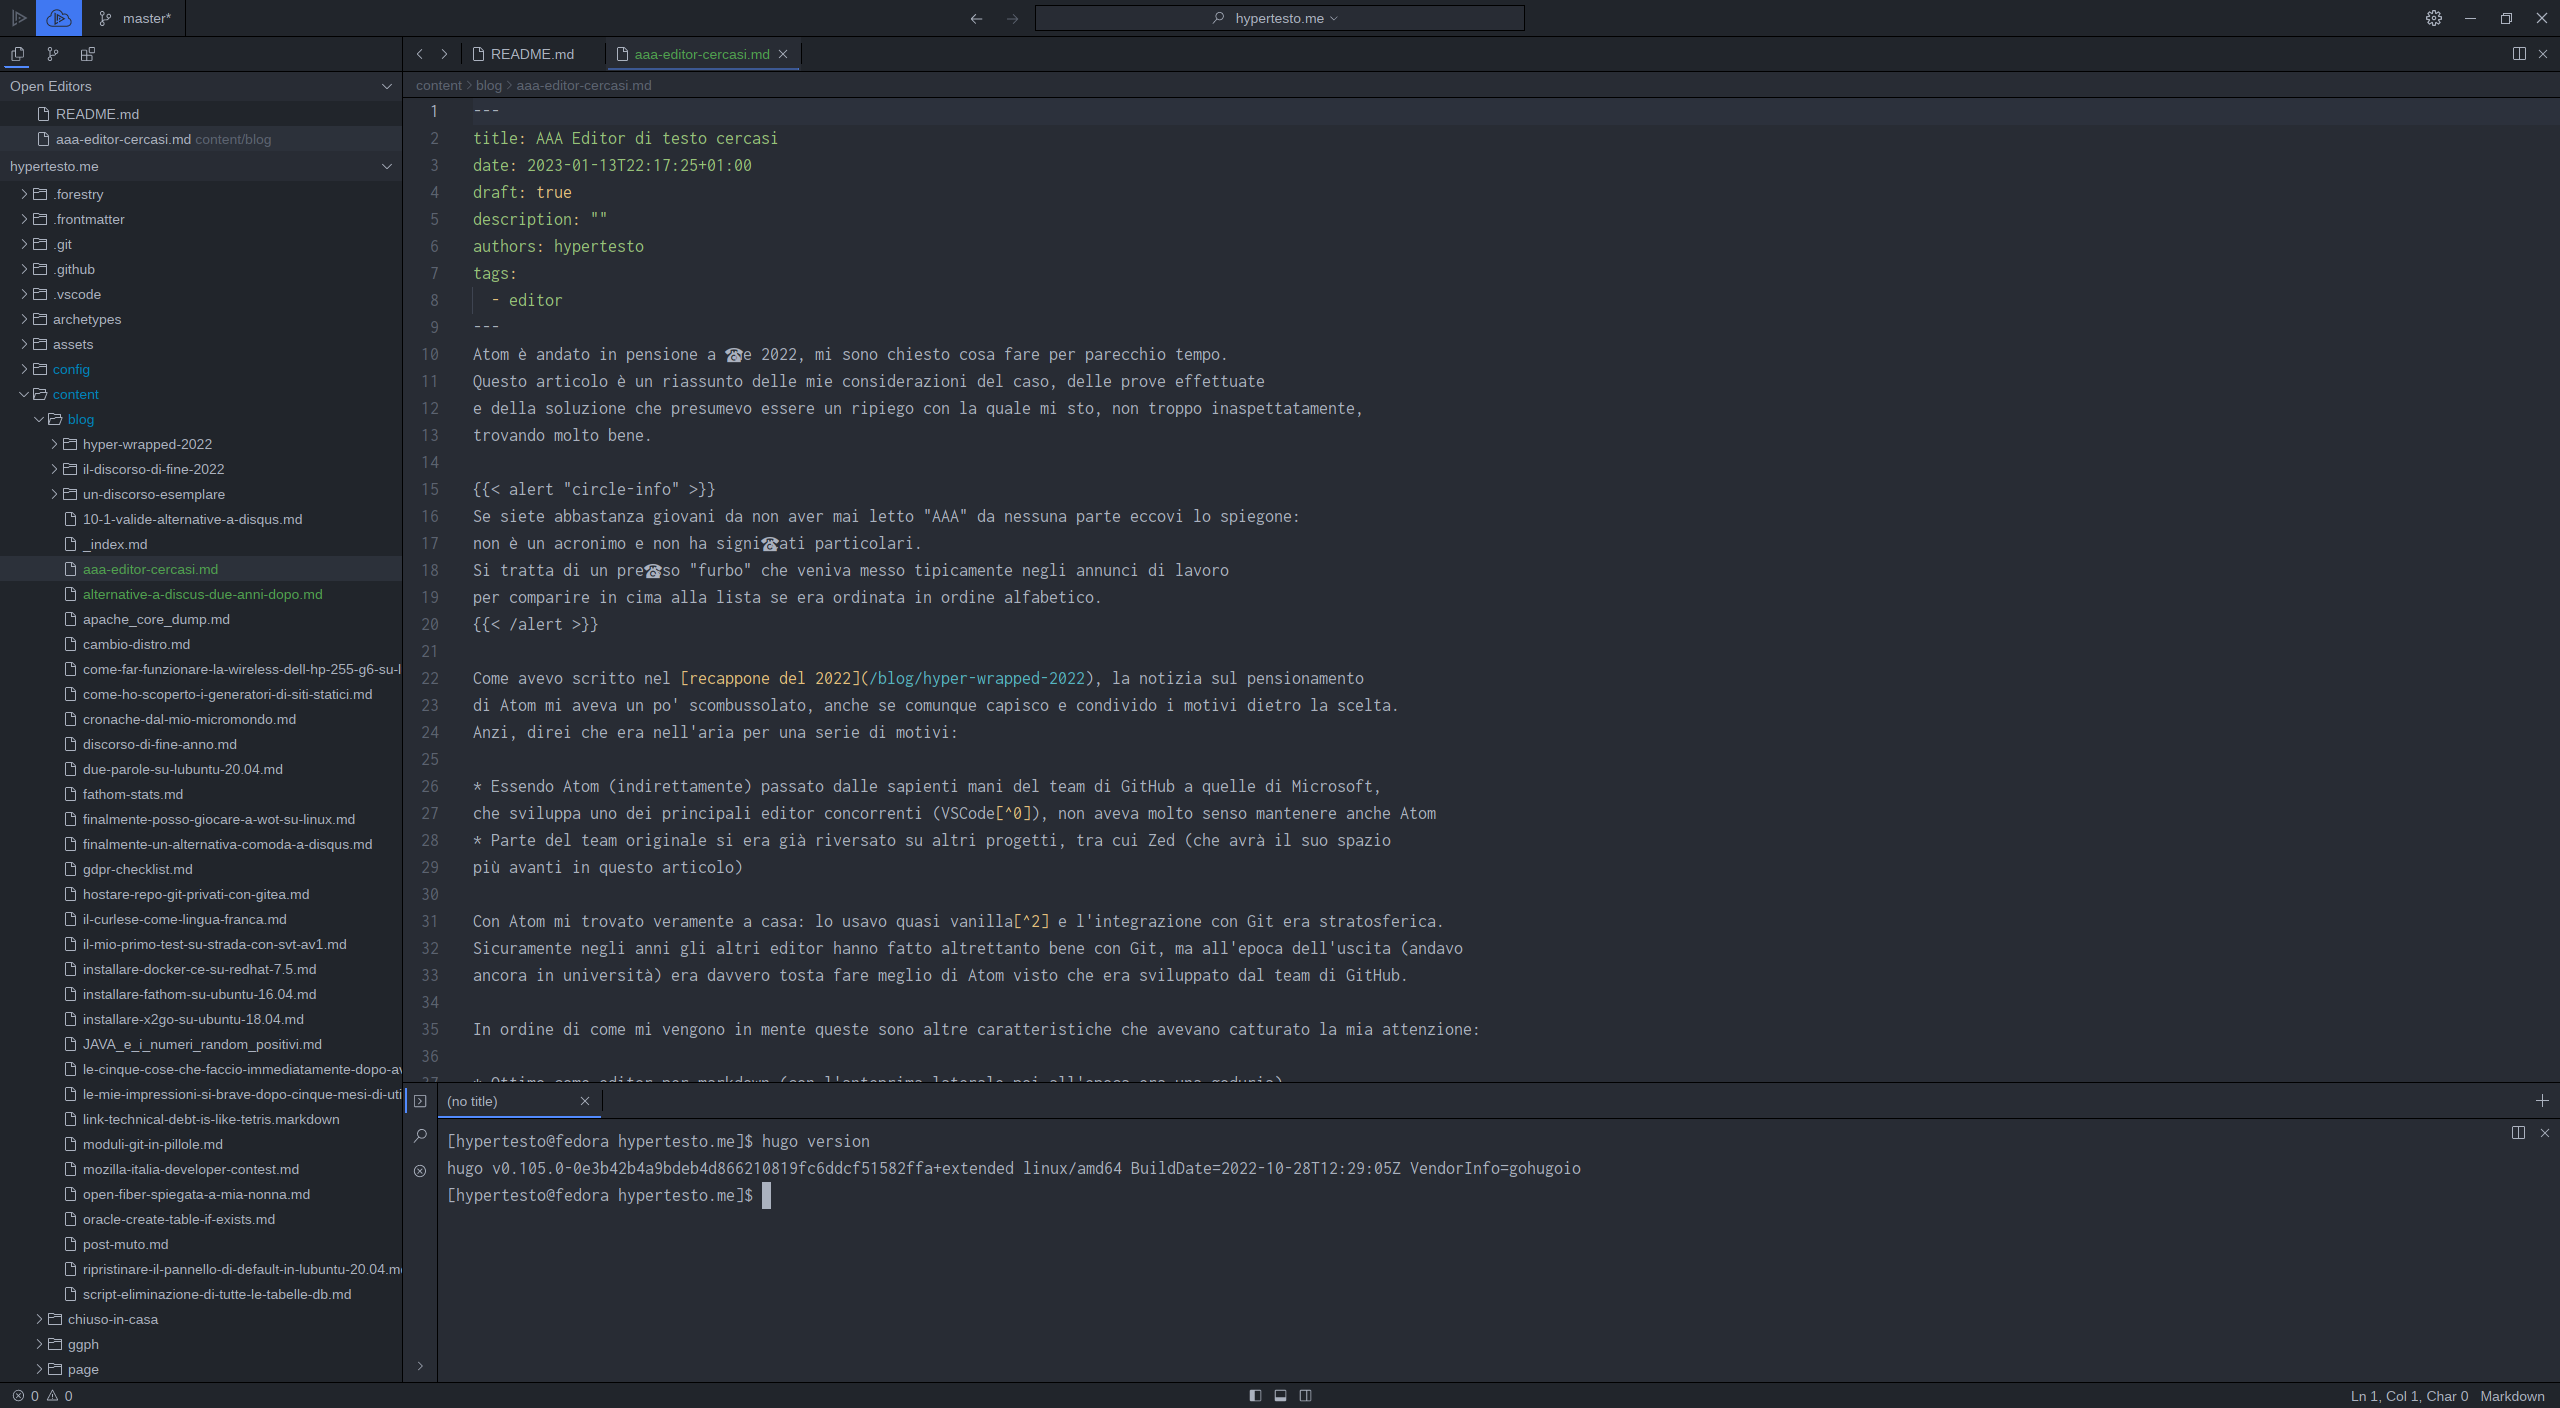 master*
hypertesto.me
README.md
aaa-editor-cercasi.md
Open Editors
README.md
aaa-editor-cercasi.md content/blog
hypertesto.me
.forestry
.frontmatter
.git
.github
.vscode
archetypes
assets
config
content
blog
hyper-wrapped-2022
il-discorso-di-fine-2022
un-discorso-esemplare
10-1-valide-alternative-a-disqus.md
_index.md
aaa-editor-cercasi.md
alternative-a-discus-due-anni-dopo.md
apache_core_dump.md
cambio-distro.md
come-far-funzionare-la-wireless-dell-hp-255-g6-su-l
come-ho-scoperto-i-generatori-di-siti-statici.md
cronache-dal-mio-micromondo.md
discorso-di-fine-anno.md
due-parole-su-lubuntu-20.04.md
fathom-stats.md
finalmente-posso-giocare-a-wot-su-linux.md
finalmente-un-alternativa-comoda-a-disqus.md
gdpr-checklist.md
hostare-repo-git-privati-con-gitea.md
il-curlese-come-lingua-franca.md
il-mio-primo-test-su-strada-con-svt-av1.md
installare-docker-ce-su-redhat-7.5.md
installare-fathom-su-ubuntu-16.04.md
installare-x2go-su-ubuntu-18.04.md
JAVA_e_i_numeri_random_positivi.md
le-cinque-cose-che-faccio-immediatamente-dopo-av
le-mie-impressioni-si-brave-dopo-cinque-mesi-di-uti
link-technical-debt-is-like-tetris.markdown
moduli-git-in-pillole.md
mozilla-italia-developer-contest.md
open-fiber-spiegata-a-mia-nonna.md
oracle-create-table-if-exists.md
post-muto.md
ripristinare-il-pannello-di-default-in-lubuntu-20.04.m
script-eliminazione-di-tutte-le-tabelle-db.md
chiuso-in-casa
ggph
page
content > blog > aaa-editor-cercasi.md
1 ---
2 title: AAA Editor di testo cercasi
3 date: 2023-01-13T22:17:25+01:00
4 draft: true
5 description: ""
6 authors: hypertesto
7 tags:
8 - editor
9 ---
10 Atom è andato in pensione a ☎e 2022, mi sono chiesto cosa fare per parecchio tempo.
11 Questo articolo è un riassunto delle mie considerazioni del caso, delle prove effettuate
12 e della soluzione che presumevo essere un ripiego con la quale mi sto, non troppo inaspettatamente,
13 trovando molto bene.
14
15 {{< alert "circle-info" >}}
16 Se siete abbastanza giovani da non aver mai letto "AAA" da nessuna parte eccovi lo spiegone:
17 non è un acronimo e non ha signi☎ati particolari.
18 Si tratta di un pre☎so "furbo" che veniva messo tipicamente negli annunci di lavoro
19 per comparire in cima alla lista se era ordinata in ordine alfabetico.
20 {{< /alert >}}
21
22 Come avevo scritto nel [recappone del 2022](/blog/hyper-wrapped-2022), la notizia sul pensionamento
23 di Atom mi aveva un po' scombussolato, anche se comunque capisco e condivido i motivi dietro la scelta.
24 Anzi, direi che era nell'aria per una serie di motivi:
25
26 * Essendo Atom (indirettamente) passato dalle sapienti mani del team di GitHub a quelle di Microsoft,
27 che sviluppa uno dei principali editor concorrenti (VSCode[^0]), non aveva molto senso mantenere anche Atom
28 * Parte del team originale si era già riversato su altri progetti, tra cui Zed (che avrà il suo spazio
29 più avanti in questo articolo)
30
31 Con Atom mi trovato veramente a casa: lo usavo quasi vanilla[^2] e l'integrazione con Git era stratosferica.
32 Sicuramente negli anni gli altri editor hanno fatto altrettanto bene con Git, ma all'epoca dell'uscita (andavo
33 ancora in università) era davvero tosta fare meglio di Atom visto che era sviluppato dal team di GitHub.
34
35 In ordine di come mi vengono in mente queste sono altre caratteristiche che avevano catturato la mia attenzione:
36
(no title)
[hypertesto@fedora hypertesto.me]$ hugo version
hugo v0.105.0-0e3b42b4a9bdeb4d866210819fc6ddcf51582ffa+extended linux/amd64 BuildDate=2022-10-28T12:29:05Z VendorInfo=gohugoio
[hypertesto@fedora hypertesto.me]$
0 0
Ln 1, Col 1, Char 0 Markdown